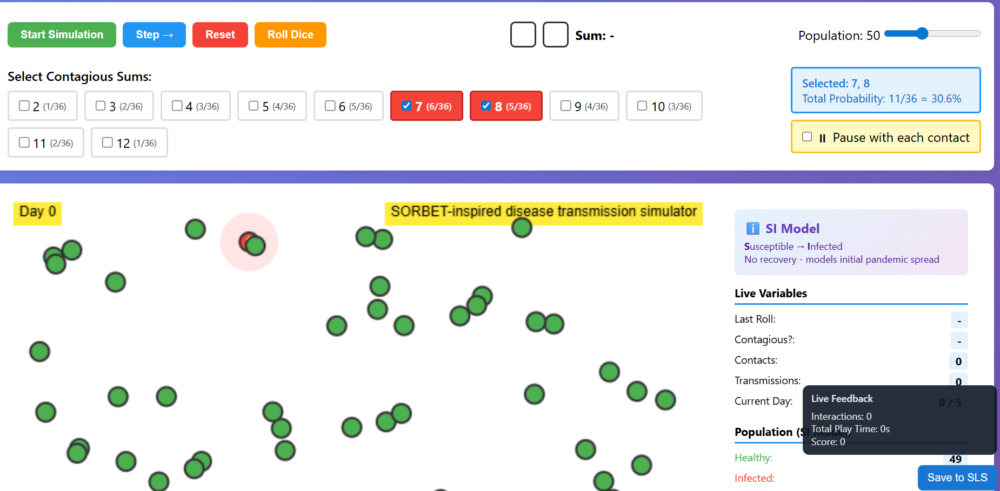 Start Simulation
Step →
Reset
Roll Dice
Sum: -
Population: 50
Select Contagious Sums:
2 (1/36)
3 (2/36)
4 (3/36)
5 (4/36)
6 (5/36)
7 (6/36)
8 (5/36)
9 (4/36)
10 (3/36)
11 (2/36)
12 (1/36)
Selected: 7, 8
Total Probability: 11/36 = 30.6%
⏸ Pause with each contact
Day 0
SORBET-inspired disease transmission simulator
ℹ️ SI Model
Susceptible → Infected
No recovery - models initial pandemic spread
Live Variables
Last Roll: -
Contagious?: -
Contacts: 0
Transmissions: 0
Current Day: 0 / 5
Population (SI Model)
Healthy: 49
Infected:
Live Feedback
Interactions: 0
Total Play Time: 0s
Score: 0
Save to SLS